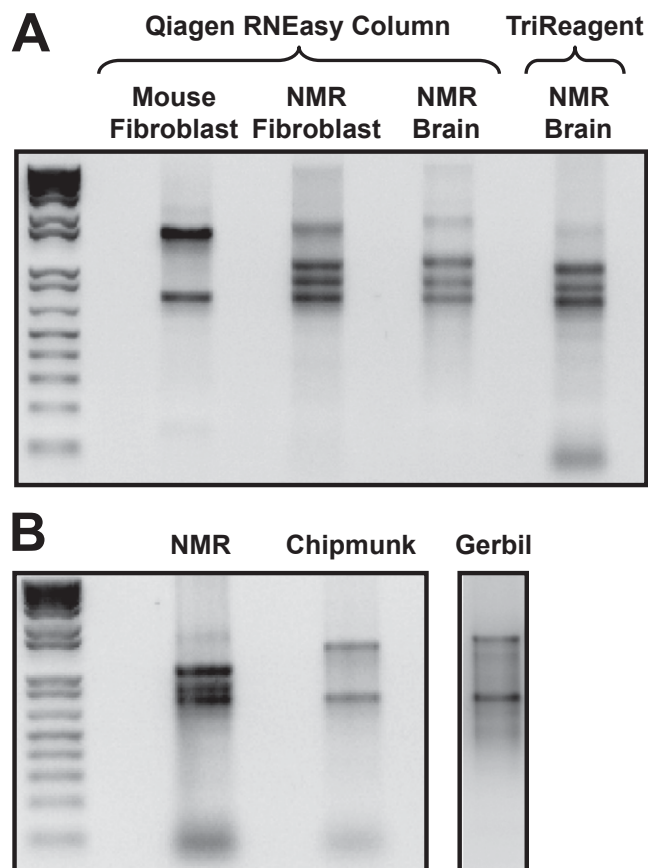 A
Qiagen RNEasy Column TriReagent
Mouse NMR NMR NMR
Fibroblast Fibroblast Brain Brain
B
NMR Chipmunk Gerbil